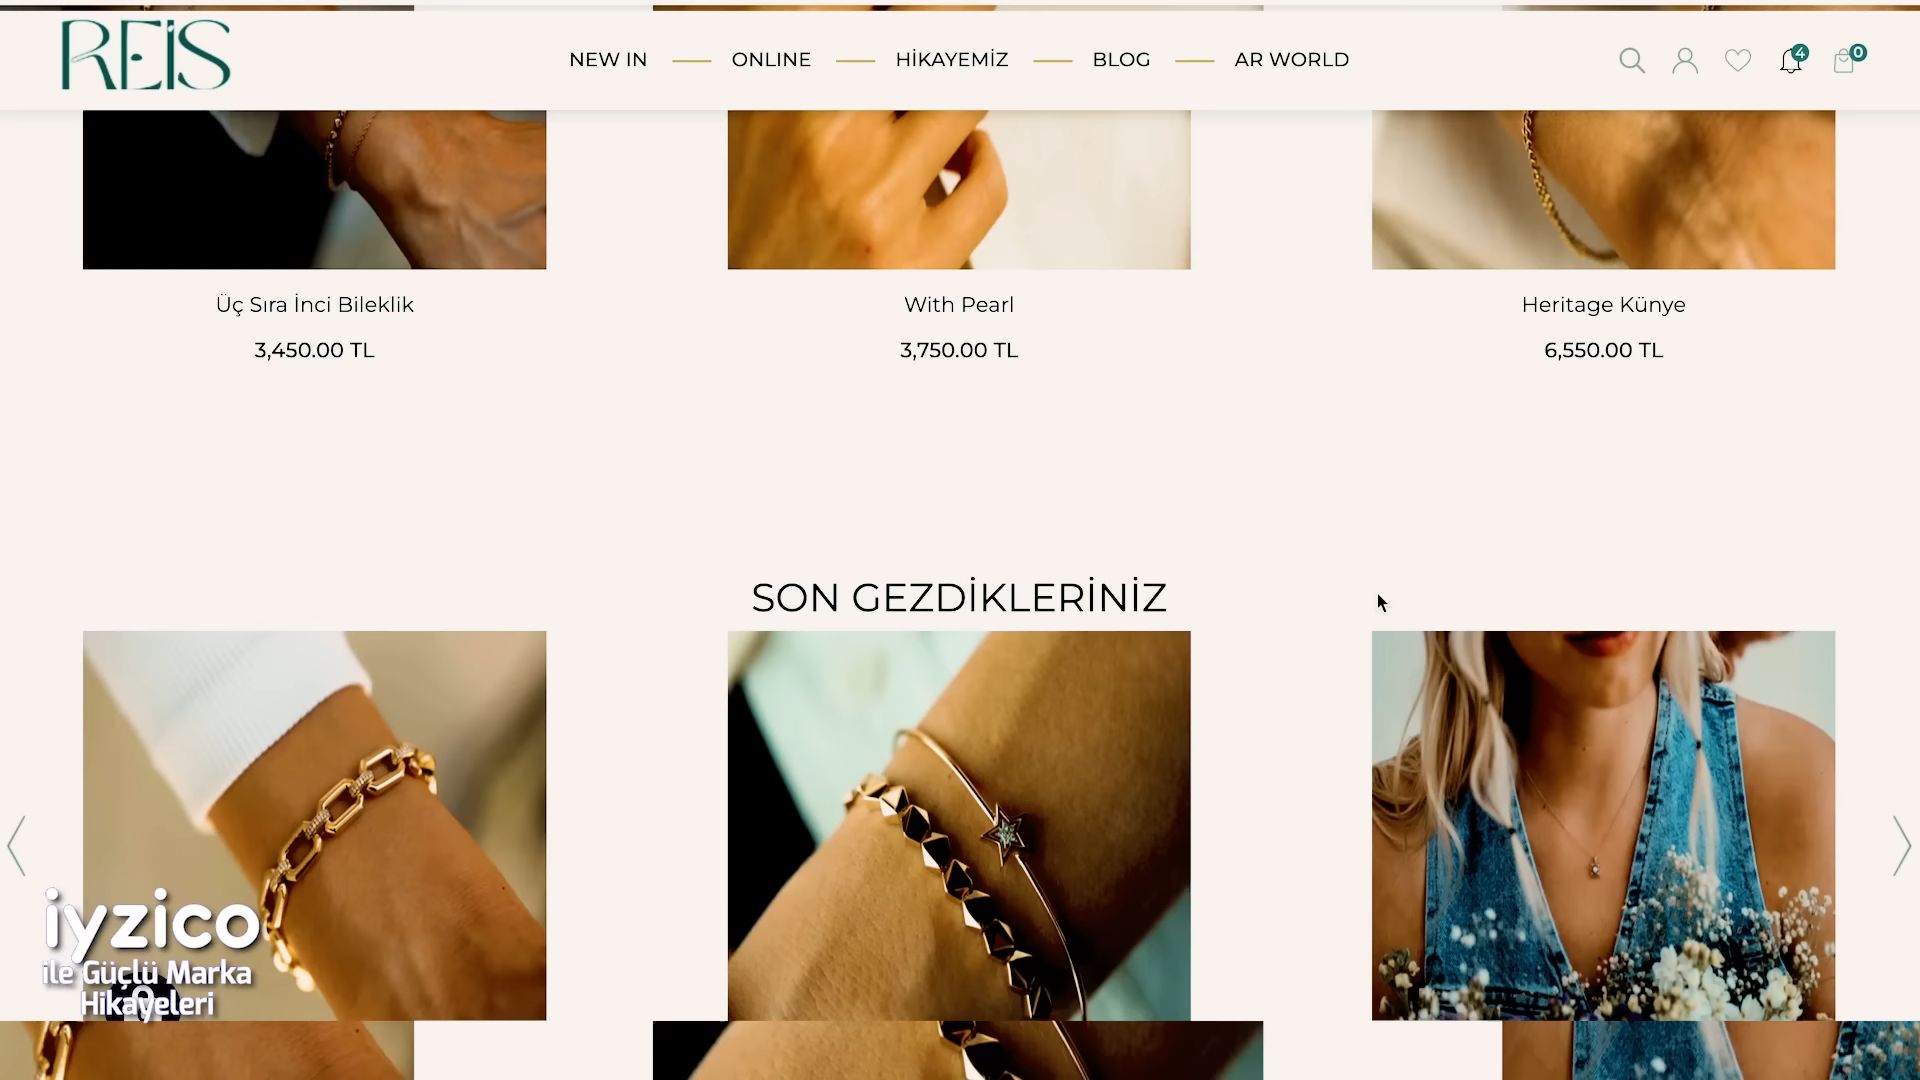 REİS
NEW IN
ONLINE
HİKAYEMİZ
BLOG
AR WORLD
4
0
Üç Sıra İnci Bileklik
With Pearl
Heritage Künye
3,450.00 TL
3,750.00 TL
6,550.00 TL
SON GEZDİKLERİNİZ
iyzico
ile Güçlü Marka
Hikayeleri